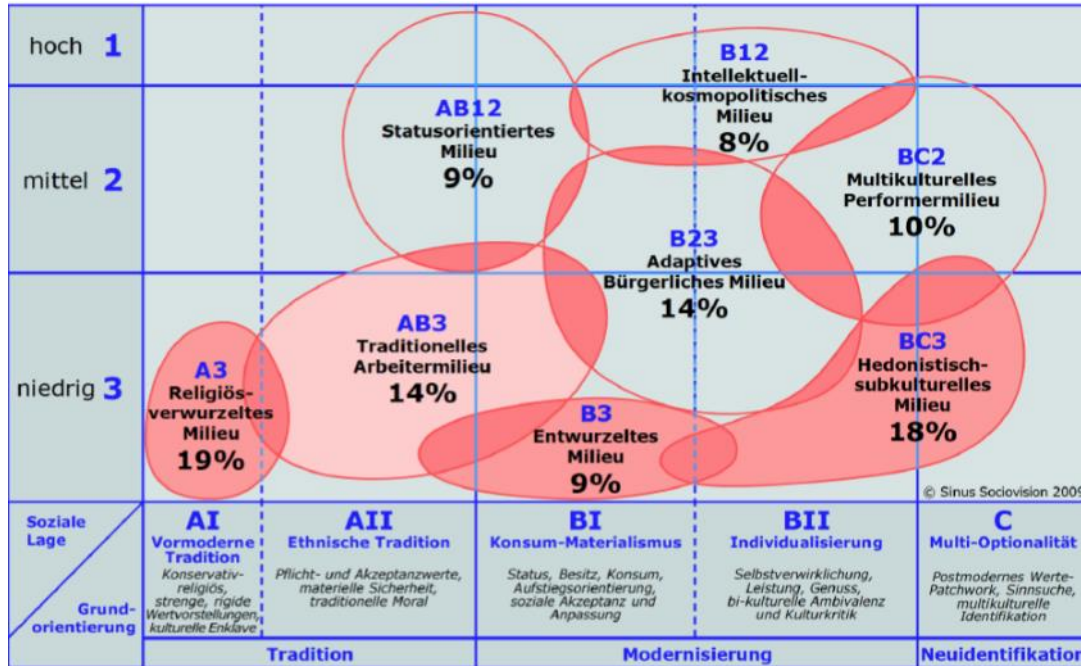 hoch 1
mittel 2
niedrig 3
B12
Intellektuell-
kosmopolitisches
Milieu
8%
AB12
Statusorientiertes
Milieu
9%
BC2
Multikulturelles
Performermilieu
10%
B23
Adaptives
Bürgerliches Milieu
14%
AB3
Traditionelles
Arbeitermilieu
14%
A3
Religiös-
verwurzeltes
Milieu
19%
B3
Entwurzeltes
Milieu
9%
BC3
Hedonistisch-
subkulturelles
Milieu
18%
© Sinus Sociovision 2009
Soziale
Lage
Grund-
orientierung
AI
Vormoderne
Tradition
Konservativ-
religiös,
strenge, rigide
Wertvorstellungen,
kulturelle Enklave
AII
Ethnische Tradition
Pflicht- und Akzeptanzwerte,
materielle Sicherheit,
traditionelle Moral
BI
Konsum-Materialismus
Status, Besitz, Konsum,
Aufstiegsorientierung,
soziale Akzeptanz und
Anpassung
BII
Individualisierung
Selbstverwirklichung,
Leistung, Genuss,
bi-kulturelle Ambivalenz
und Kulturkritik
C
Multi-Optionalität
Postmodernes Werte-
Patchwork, Sinnsuche,
multikulturelle
Identifikation
Tradition
Modernisierung
Neuidentifikation